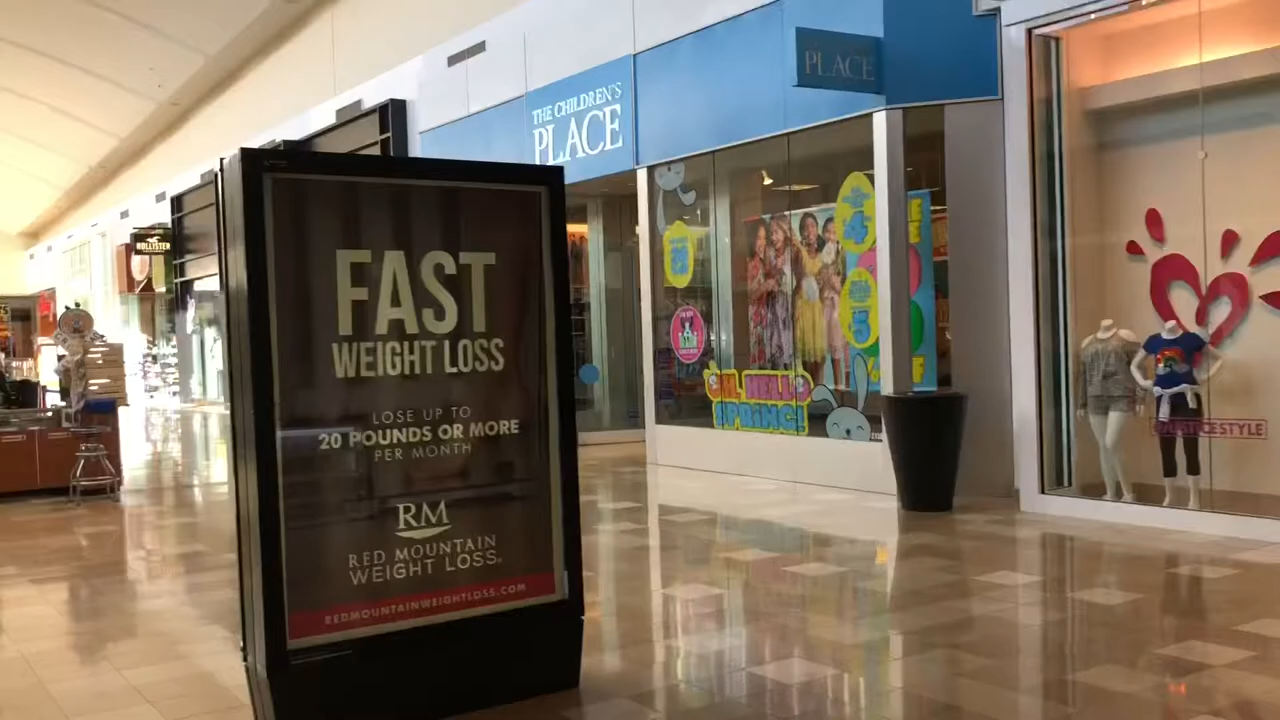 FAST
WEIGHT LOSS
LOSE UP TO
20 POUNDS OR MORE
PER MONTH
RM
RED MOUNTAIN
WEIGHT LOSS
REDMOUNTAINWEIGHTLOSS.COM
HOLLISTER
THE CHILDREN'S
PLACE
PLACE
OH, HELLO
SPRING!
#JUSTICESTYLE